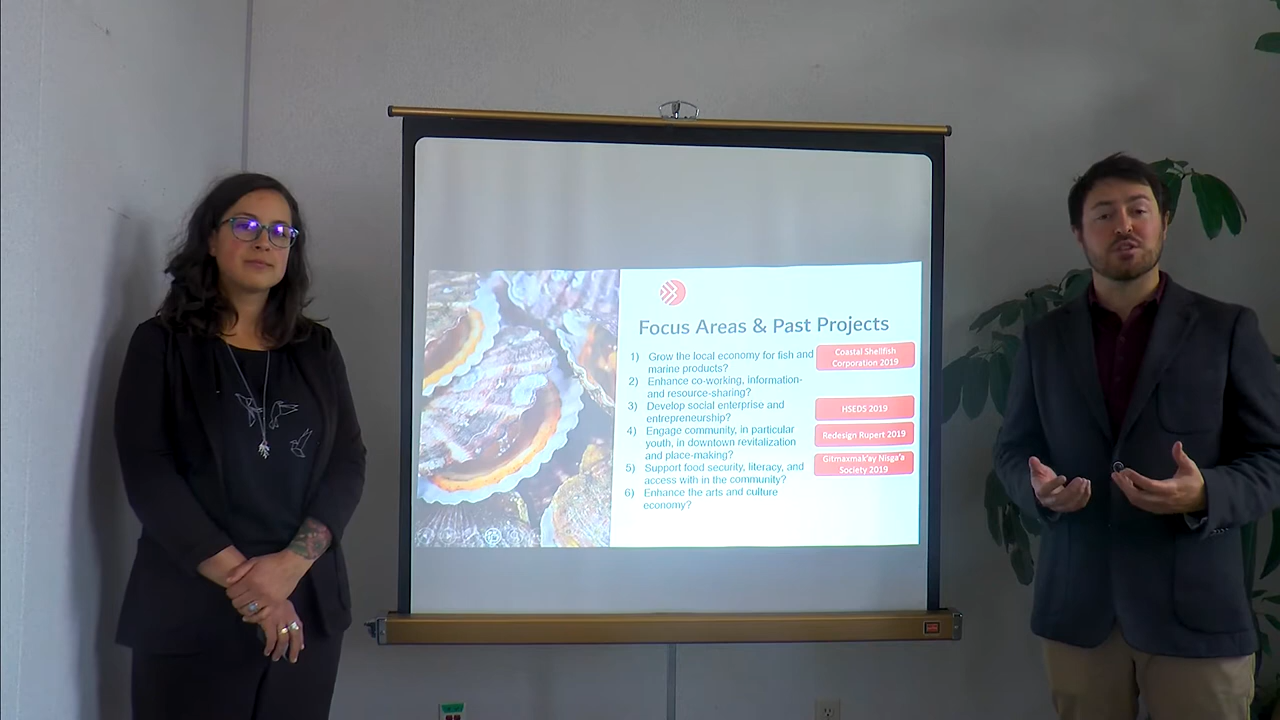 Focus Areas & Past Projects
1) Grow the local economy for fish and
marine products?
2) Enhance co-working, information-
and resource-sharing?
3) Develop social enterprise and
entrepreneurship?
4) Engage community, in particular
youth, in downtown revitalization
and place-making?
5) Support food security, literacy, and
access with in the community?
6) Enhance the arts and culture
economy?
Coastal Shellfish
Corporation 2019
HSEDS 2019
Redesign Rupert 2019
Gitmaxmak'ay Nisga'a
Society 2019